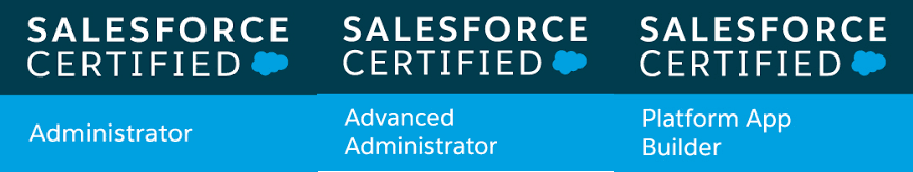 SALESFORCE
CERTIFIED
Administrator
SALESFORCE
CERTIFIED
Advanced
Administrator
SALESFORCE
CERTIFIED
Platform App
Builder